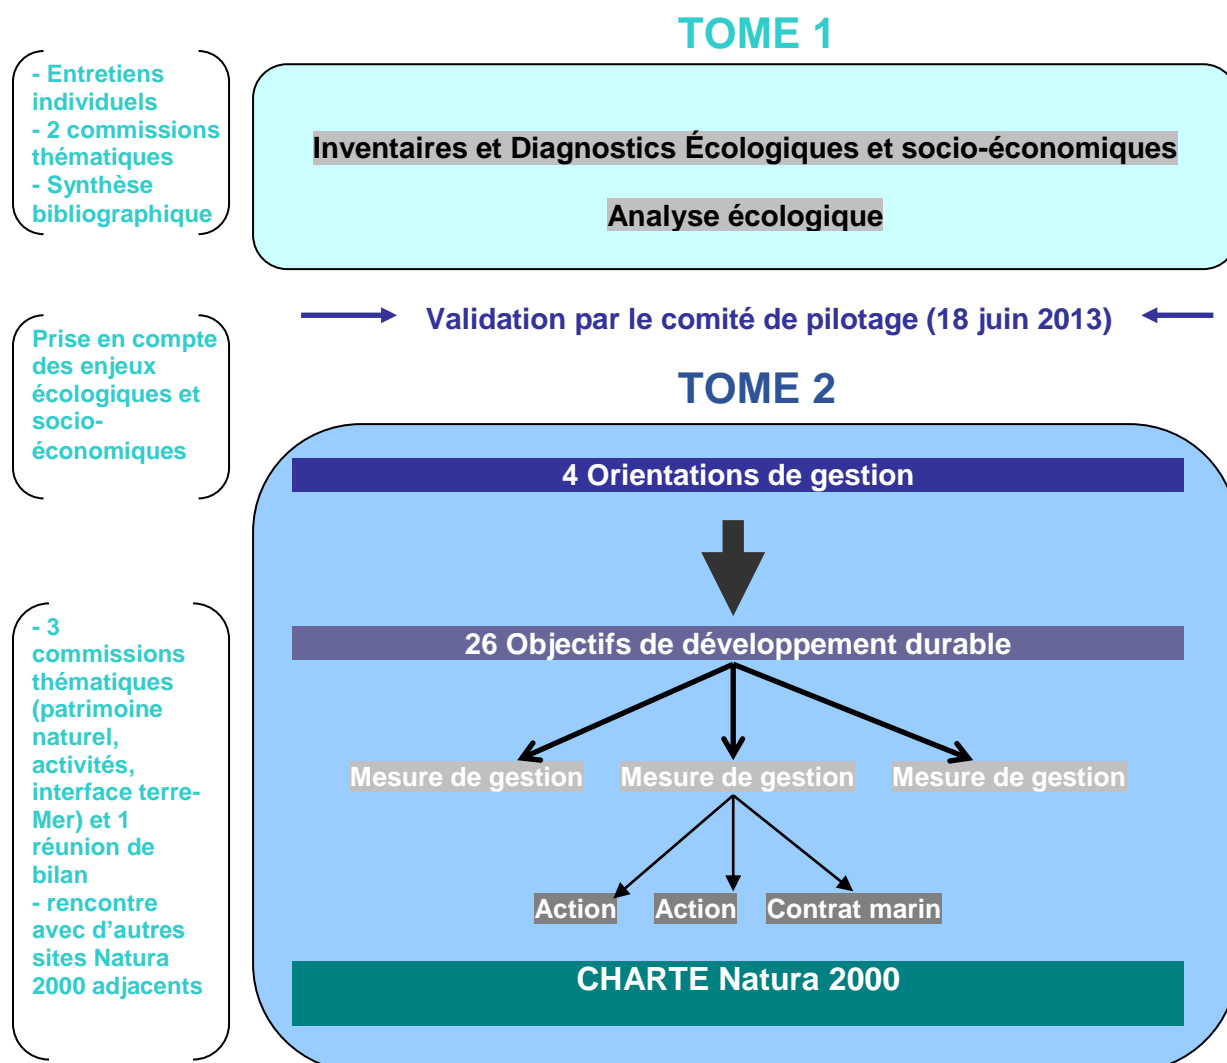 TOME 1
- Entretiens
individuels
- 2 commissions
thématiques
- Synthèse
bibliographique
Inventaires et Diagnostics Écologiques et socio-économiques
Analyse écologique
Validation par le comité de pilotage (18 juin 2013)
Prise en compte
des enjeux
écologiques et
socio-
économiques
TOME 2
4 Orientations de gestion
26 Objectifs de développement durable
- 3
commissions
thématiques
(patrimoine
naturel,
activités,
interface terre-
Mer) et 1
réunion de
bilan
- rencontre
avec d’autres
sites Natura
2000 adjacents
Mesure de gestion
Mesure de gestion
Mesure de gestion
Action
Action
Contrat marin
CHARTE Natura 2000